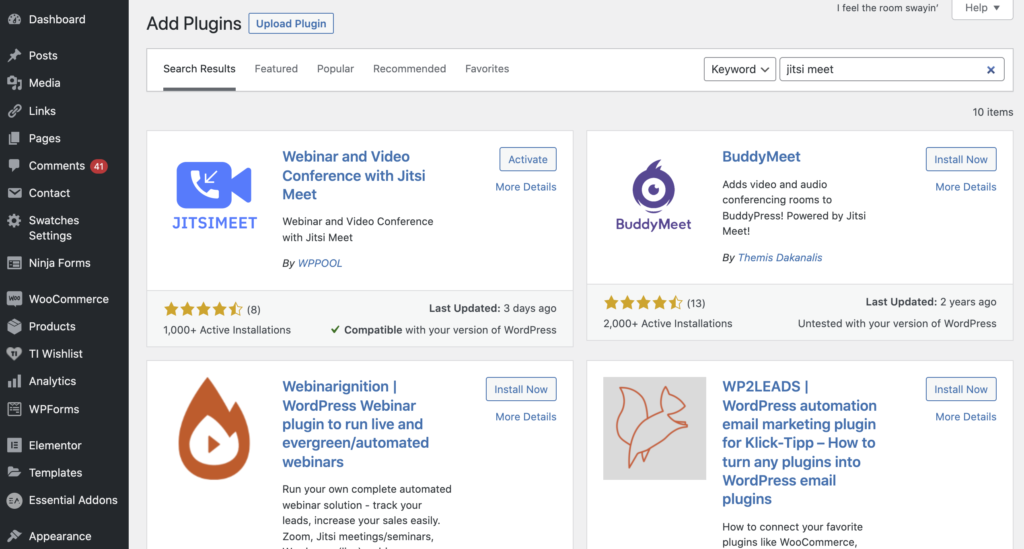 Dashboard
Posts
Media
Links
Pages
Comments 41
Contact
Swatches
Settings
Ninja Forms
WooCommerce
Products
TI Wishlist
Analytics
WPForms
Elementor
Templates
Essential Addons
Appearance
I feel the room swayin’
Help
Add Plugins
Upload Plugin
Search Results
Featured
Popular
Recommended
Favorites
Keyword
jitsi meet
10 items
JITSIMEET
Webinar and Video
Conference with Jitsi
Meet
Activate
More Details
Webinar and Video Conference
with Jitsi Meet
By WPPOOL
(8)
Last Updated: 3 days ago
1,000+ Active Installations
Compatible with your version of WordPress
BuddyMeet
BuddyMeet
Install Now
More Details
Adds video and audio
conferencing rooms to
BuddyPress! Powered by Jitsi
Meet!
By Themis Dakanalis
(13)
Last Updated: 2 years ago
2,000+ Active Installations
Untested with your version of WordPress
Webinarignition |
WordPress Webinar
plugin to run live and
evergreen/automated
webinars
Install Now
More Details
Run your own complete automated
webinar solution - track your
leads, increase your sales easily.
Zoom, Jitsi meetings/seminars,
WP2LEADS |
WordPress automation
email marketing plugin
for Klick-Tipp – How to
turn any plugins into
WordPress email
plugins
Install Now
More Details
How to connect your favorite
plugins like WooCommerce,